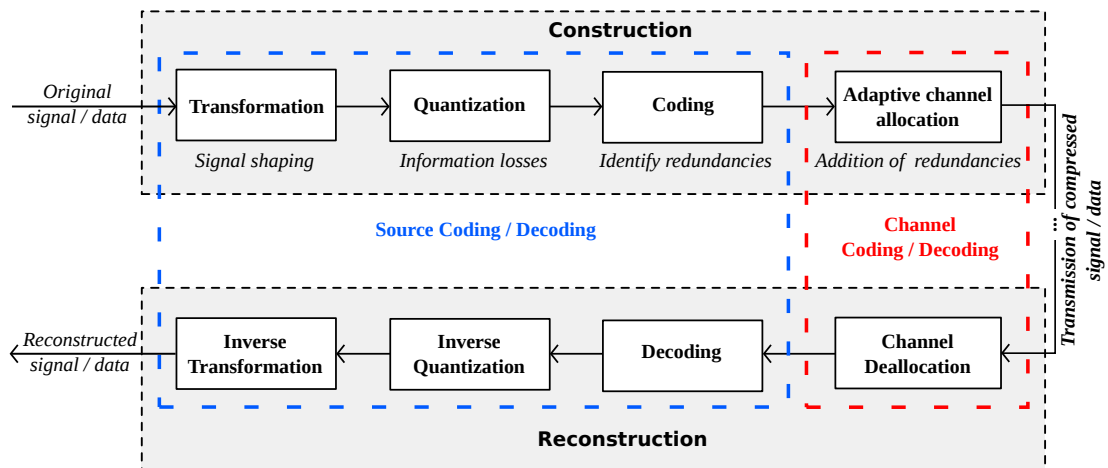 Construction
Original
signal / data
Transformation
Quantization
Coding
Adaptive channel
allocation
Signal shaping
Information losses
Identify redundancies
Addition of redundancies
Source Coding / Decoding
Channel
Coding / Decoding
Transmission of compressed
signal / data
...
Reconstructed
signal / data
Inverse
Transformation
Inverse
Quantization
Decoding
Channel
Deallocation
Reconstruction